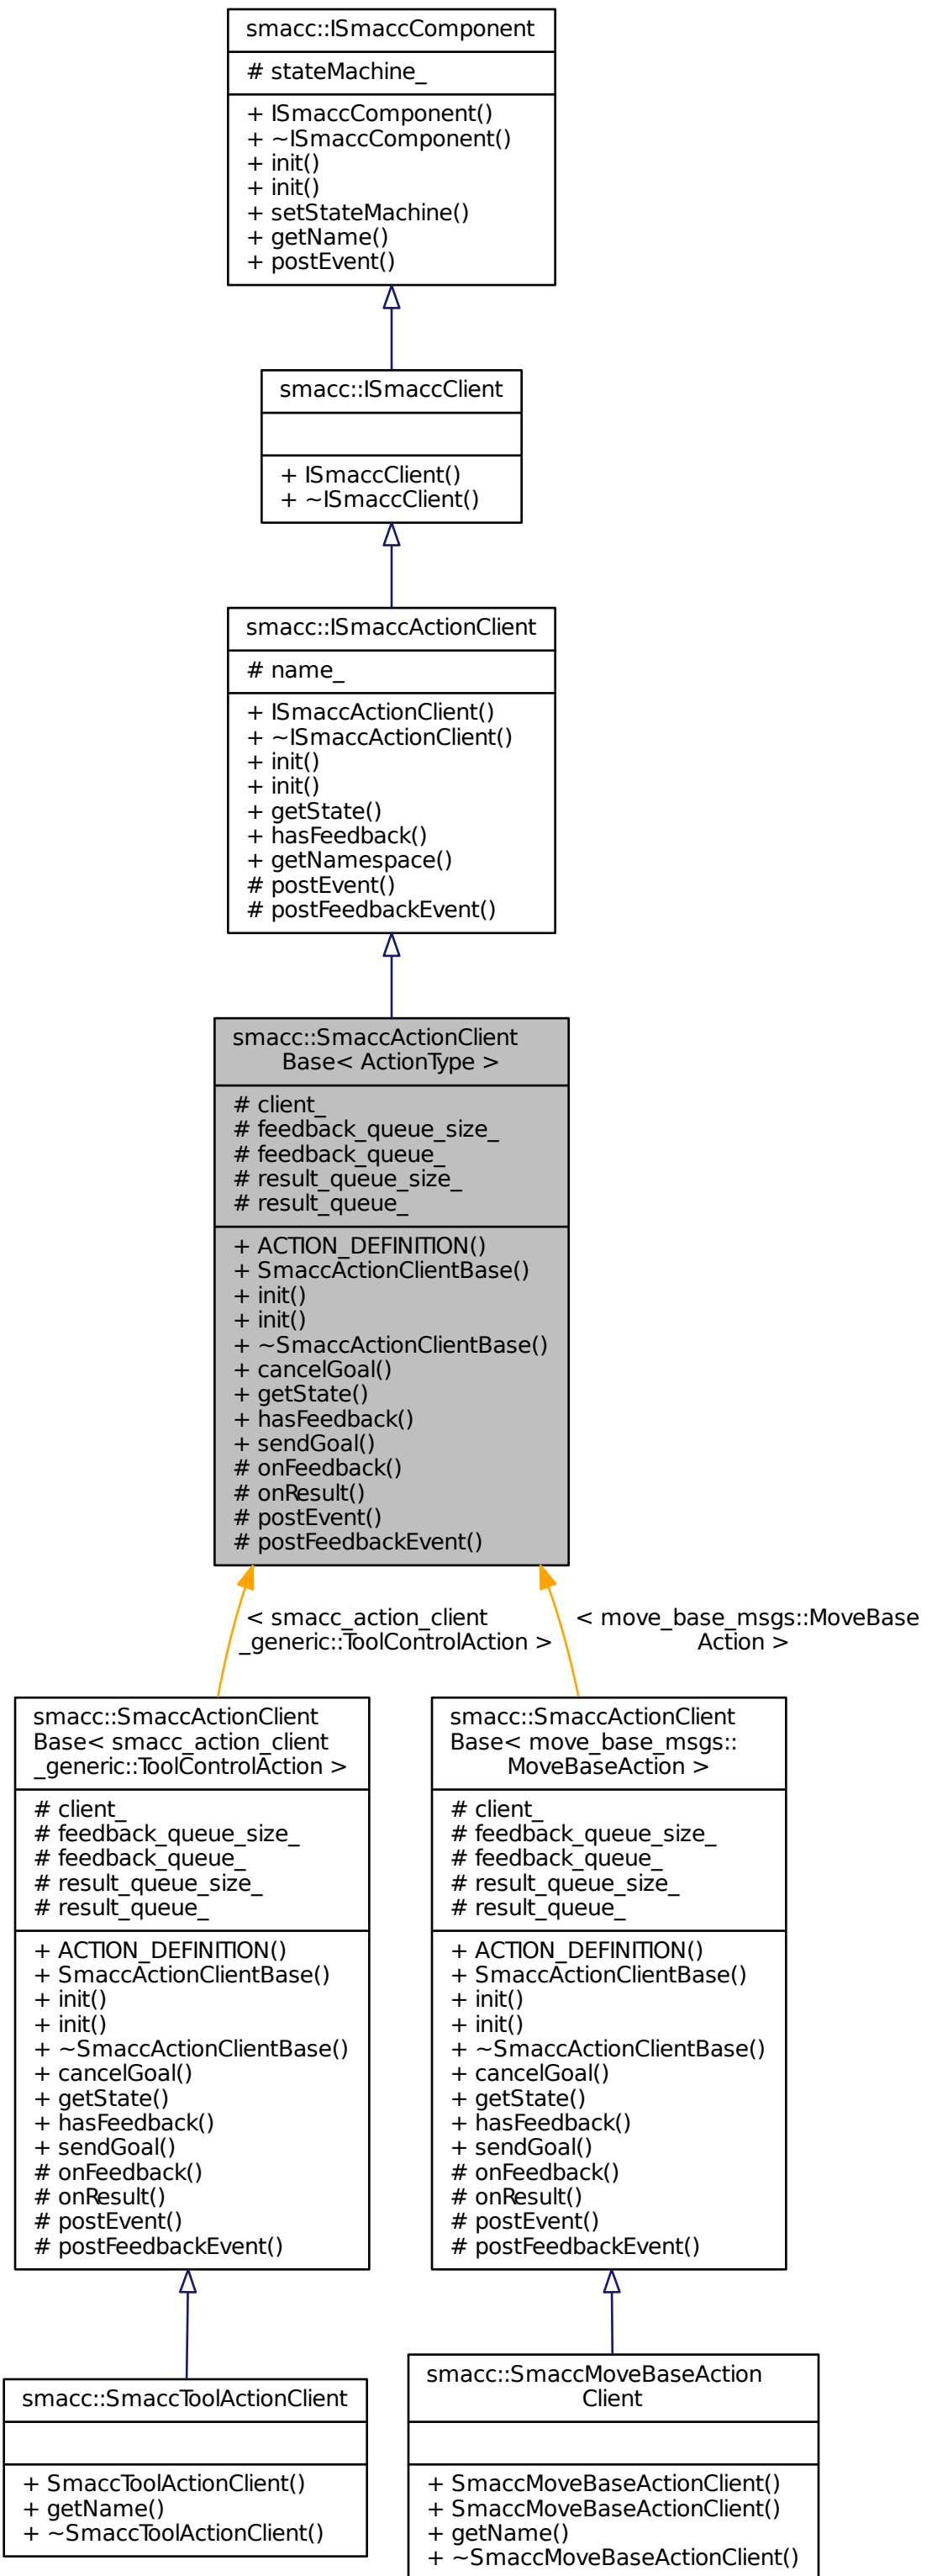 smacc::ISmaccComponent
# stateMachine_
+ ISmaccComponent()
+ ~ISmaccComponent()
+ init()
+ init()
+ setStateMachine()
+ getName()
+ postEvent()
smacc::ISmaccClient
+ ISmaccClient()
+ ~ISmaccClient()
smacc::ISmaccActionClient
# name_
+ ISmaccActionClient()
+ ~ISmaccActionClient()
+ init()
+ init()
+ getState()
+ hasFeedback()
+ getNamespace()
# postEvent()
# postFeedbackEvent()
smacc::SmaccActionClient
Base< ActionType >
# client_
# feedback_queue_size_
# feedback_queue_
# result_queue_size_
# result_queue_
+ ACTION_DEFINITION()
+ SmaccActionClientBase()
+ init()
+ init()
+ ~SmaccActionClientBase()
+ cancelGoal()
+ getState()
+ hasFeedback()
+ sendGoal()
# onFeedback()
# onResult()
# postEvent()
# postFeedbackEvent()
< smacc_action_client
_generic::ToolControlAction >
< move_base_msgs::MoveBase
Action >
smacc::SmaccActionClient
Base< smacc_action_client
_generic::ToolControlAction >
# client_
# feedback_queue_size_
# feedback_queue_
# result_queue_size_
# result_queue_
+ ACTION_DEFINITION()
+ SmaccActionClientBase()
+ init()
+ init()
+ ~SmaccActionClientBase()
+ cancelGoal()
+ getState()
+ hasFeedback()
+ sendGoal()
# onFeedback()
# onResult()
# postEvent()
# postFeedbackEvent()
smacc::SmaccActionClient
Base< move_base_msgs::
MoveBaseAction >
# client_
# feedback_queue_size_
# feedback_queue_
# result_queue_size_
# result_queue_
+ ACTION_DEFINITION()
+ SmaccActionClientBase()
+ init()
+ init()
+ ~SmaccActionClientBase()
+ cancelGoal()
+ getState()
+ hasFeedback()
+ sendGoal()
# onFeedback()
# onResult()
# postEvent()
# postFeedbackEvent()
smacc::SmaccToolActionClient
+ SmaccToolActionClient()
+ getName()
+ ~SmaccToolActionClient()
smacc::SmaccMoveBaseAction
Client
+ SmaccMoveBaseActionClient()
+ SmaccMoveBaseActionClient()
+ getName()
+ ~SmaccMoveBaseActionClient()